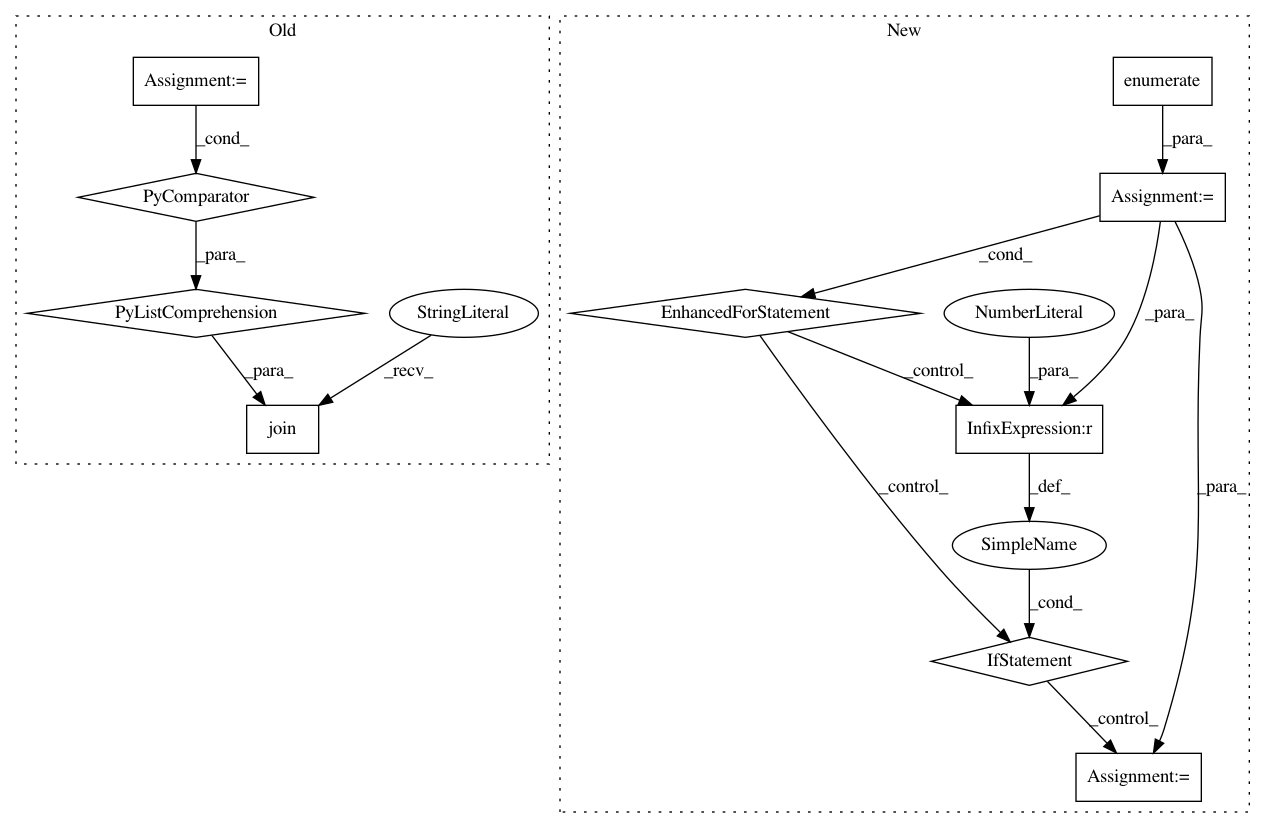 Old
New
Assignment:=
enumerate
_cond_
_para_
PyComparator
Assignment:=
_para_
_cond_
PyListComprehension
StringLiteral
EnhancedForStatement
NumberLiteral
_para_
_para_
_recv_
_control_
_para_
join
InfixExpression:r
_control_
_def_
_para_
SimpleName
_cond_
IfStatement
_control_
Assignment:=